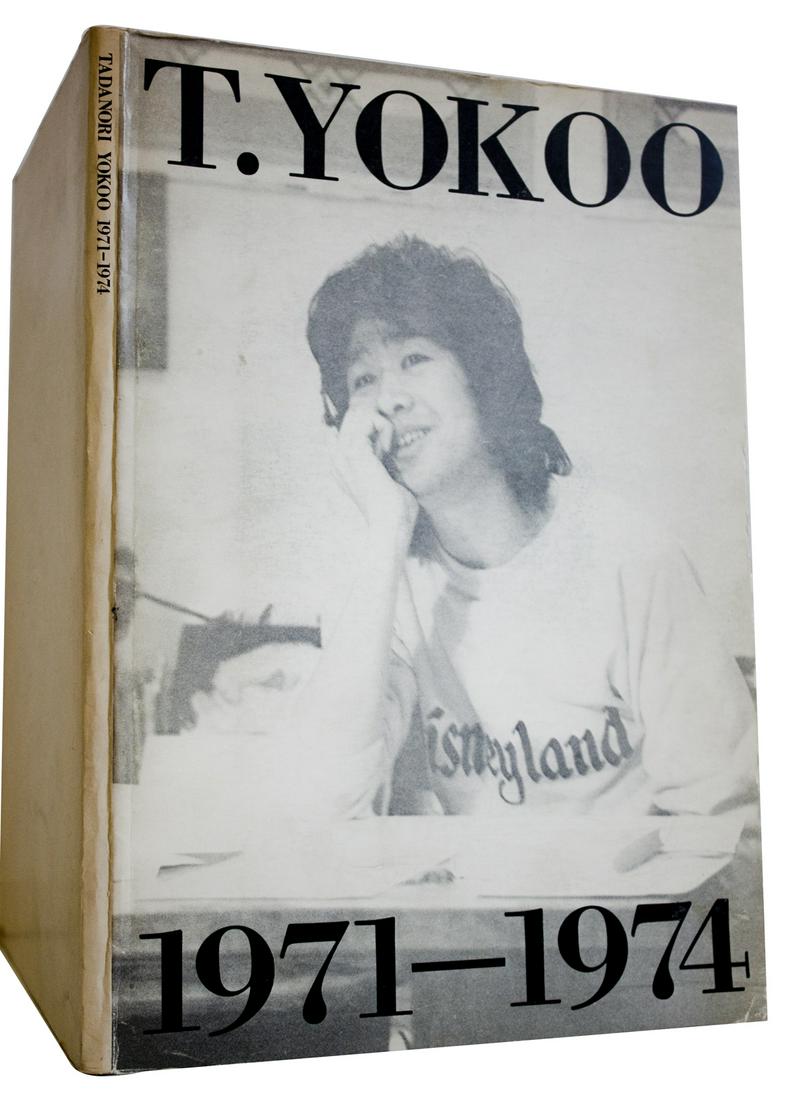 T.YOKOO
TADANORI YOKOO 1971–1974
isneyland
1971—1974